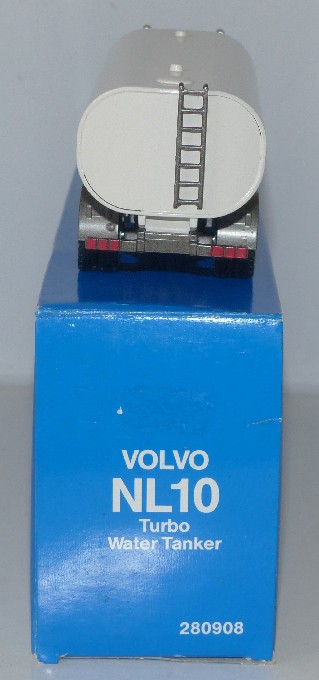 VOLVO
NL10
Turbo
Water Tanker
280908